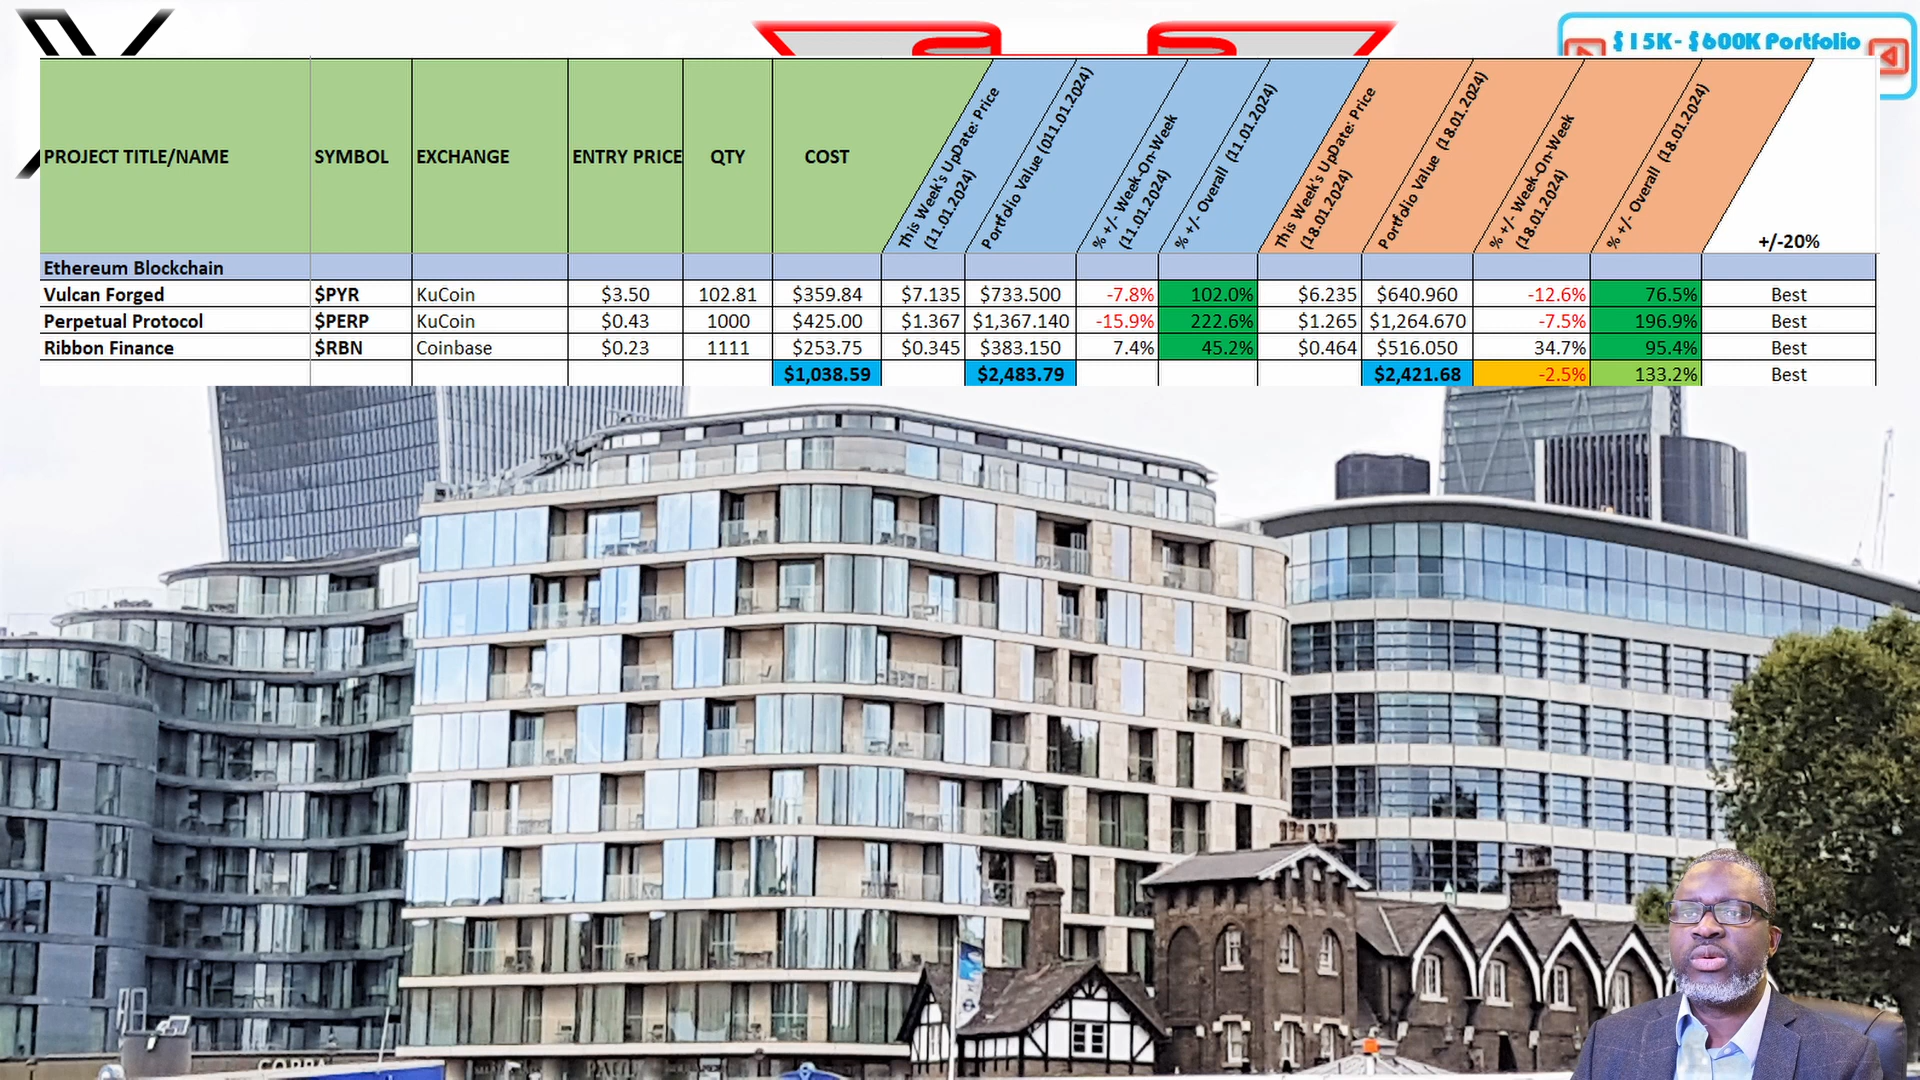 $15K - $600K Portfolio
PROJECT TITLE/NAME SYMBOL EXCHANGE ENTRY PRICE QTY COST This Week's UpDate: Price (11.01.2024) Portfolio Value (011.01.2024) % +/- Week-On-Week (11.01.2024) % +/- Overall (11.01.2024) This Week's UpDate: Price (18.01.2024) Portfolio Value (18.01.2024) % +/- Week-On-Week (18.01.2024) % +/- Overall (18.01.2024) +/-20%
Ethereum Blockchain
Vulcan Forged $PYR KuCoin $3.50 102.81 $359.84 $7.135 $733.500 -7.8% 102.0% $6.235 $640.960 -12.6% 76.5% Best
Perpetual Protocol $PERP KuCoin $0.43 1000 $425.00 $1.367 $1,367.140 -15.9% 222.6% $1.265 $1,264.670 -7.5% 196.9% Best
Ribbon Finance $RBN Coinbase $0.23 1111 $253.75 $0.345 $383.150 7.4% 45.2% $0.464 $516.050 34.7% 95.4% Best
$1,038.59 $2,483.79 $2,421.68 -2.5% 133.2% Best